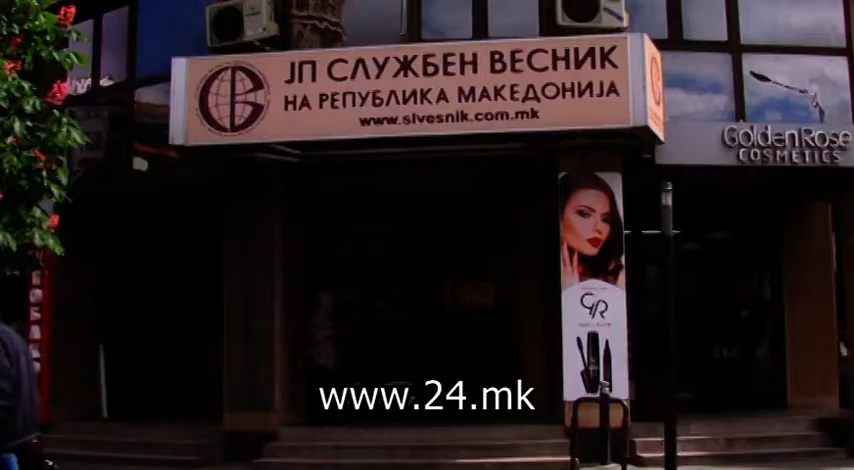 ЈП СЛУЖБЕН ВЕСНИК
НА РЕПУБЛИКА МАКЕДОНИЈА
www.slvesnik.com.mk
Golden Rose
COSMETICS
GR
www.24.mk